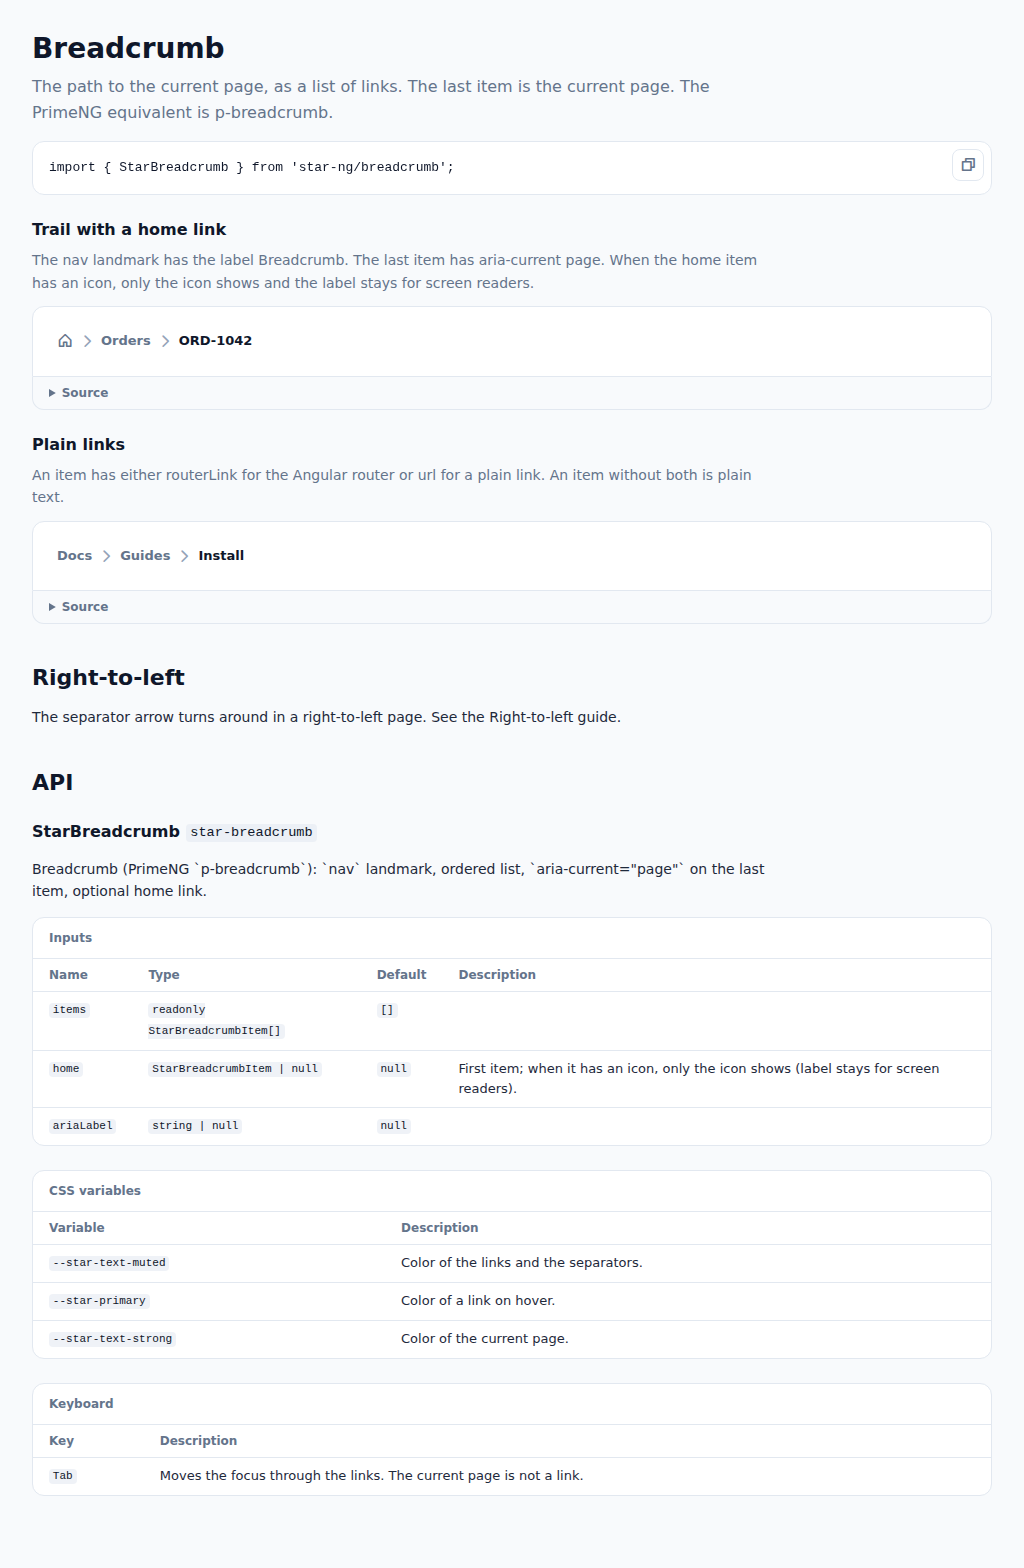 Breadcrumb
The path to the current page, as a list of links. The last item is the current page. The
PrimeNG equivalent is p-breadcrumb.
import { StarBreadcrumb } from 'star-ng/breadcrumb';
Trail with a home link
The nav landmark has the label Breadcrumb. The last item has aria-current page. When the home item
has an icon, only the icon shows and the label stays for screen readers.
Orders ORD-1042
Source
Plain links
An item has either routerLink for the Angular router or url for a plain link. An item without both is plain
text.
Docs Guides Install
Source
Right-to-left
The separator arrow turns around in a right-to-left page. See the Right-to-left guide.
API
StarBreadcrumb star-breadcrumb
Breadcrumb (PrimeNG `p-breadcrumb`): `nav` landmark, ordered list, `aria-current="page"` on the last
item, optional home link.
Inputs
Name Type Default Description
items readonly StarBreadcrumbItem[] []
home StarBreadcrumbItem | null null First item; when it has an icon, only the icon shows (label stays for screen
readers).
ariaLabel string | null null
CSS variables
Variable Description
--star-text-muted Color of the links and the separators.
--star-primary Color of a link on hover.
--star-text-strong Color of the current page.
Keyboard
Key Description
Tab Moves the focus through the links. The current page is not a link.